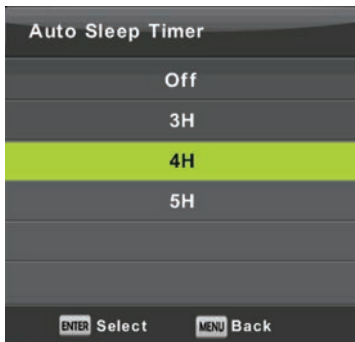 Auto Sleep Timer
Off
3H
4H
5H
ENTER Select MENU Back